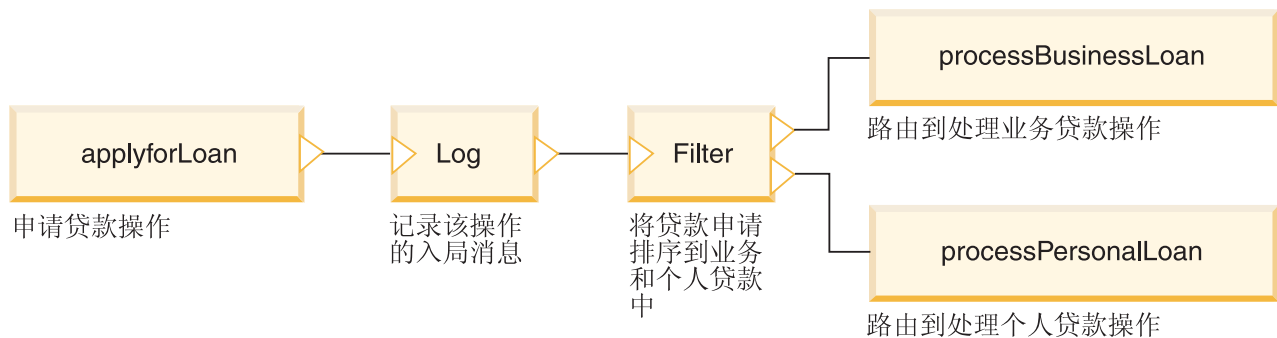 applyforLoan
申请贷款操作
Log
记录该操作
的入局消息
Filter
将贷款申请
排序到业务
和个人贷款
中
processBusinessLoan
路由到处理业务贷款操作
processPersonalLoan
路由到处理个人贷款操作